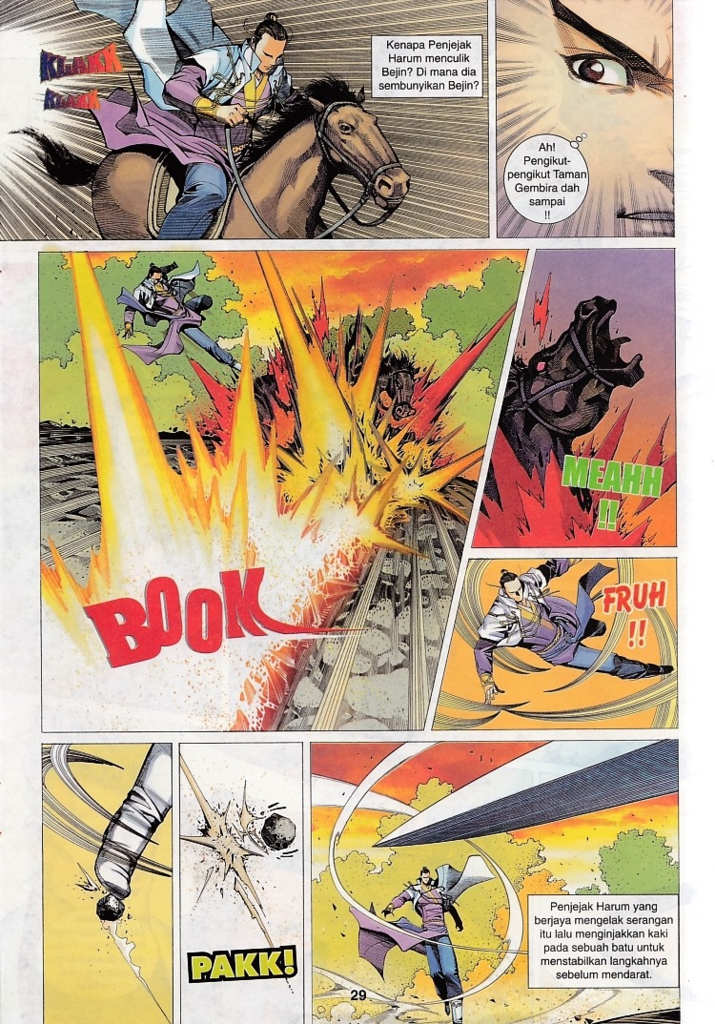 KLAKK
KLAKK
Kenapa Penjejak
Harum menculik
Bejin? Di mana dia
sembunyikan Bejin?
Ah!
Pengikut-
pengikut Taman
Gembira dah
sampai
!!
BOOK
MEAHH
!!
FRUH
!!
PAKK!
Penjejak Harum yang
berjaya mengelak serangan
itu lalu menginjakkan kaki
pada sebuah batu untuk
menstabilkan langkahnya
sebelum mendarat.
29